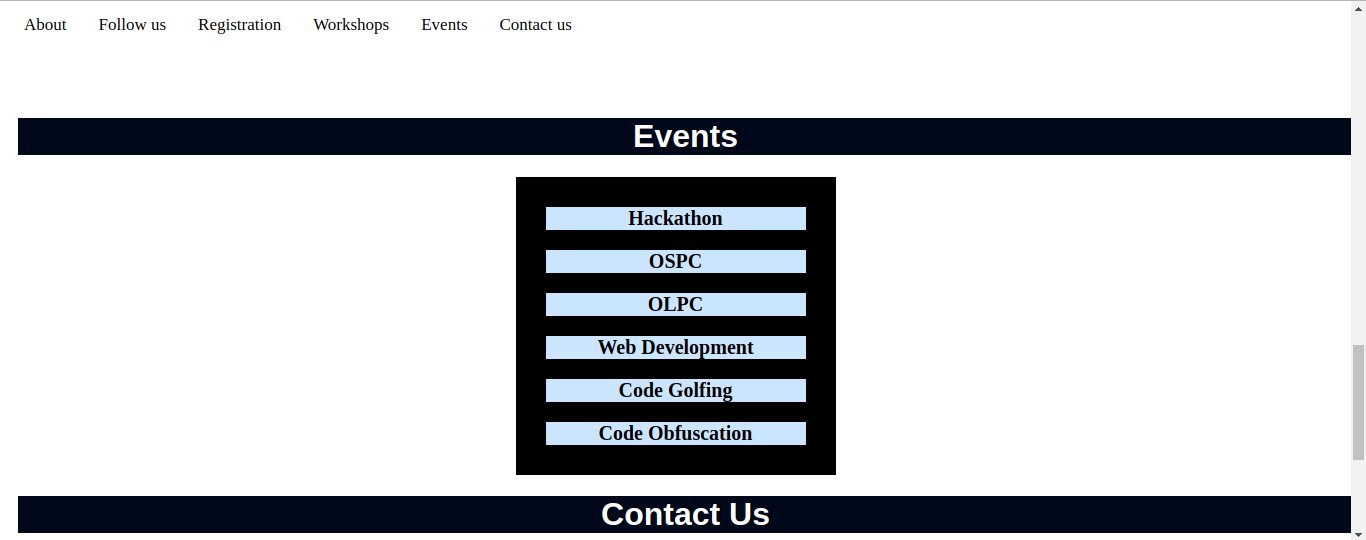 About Follow us Registration Workshops Events Contact us
Events
Hackathon
OSPC
OLPC
Web Development
Code Golfing
Code Obfuscation
Contact Us